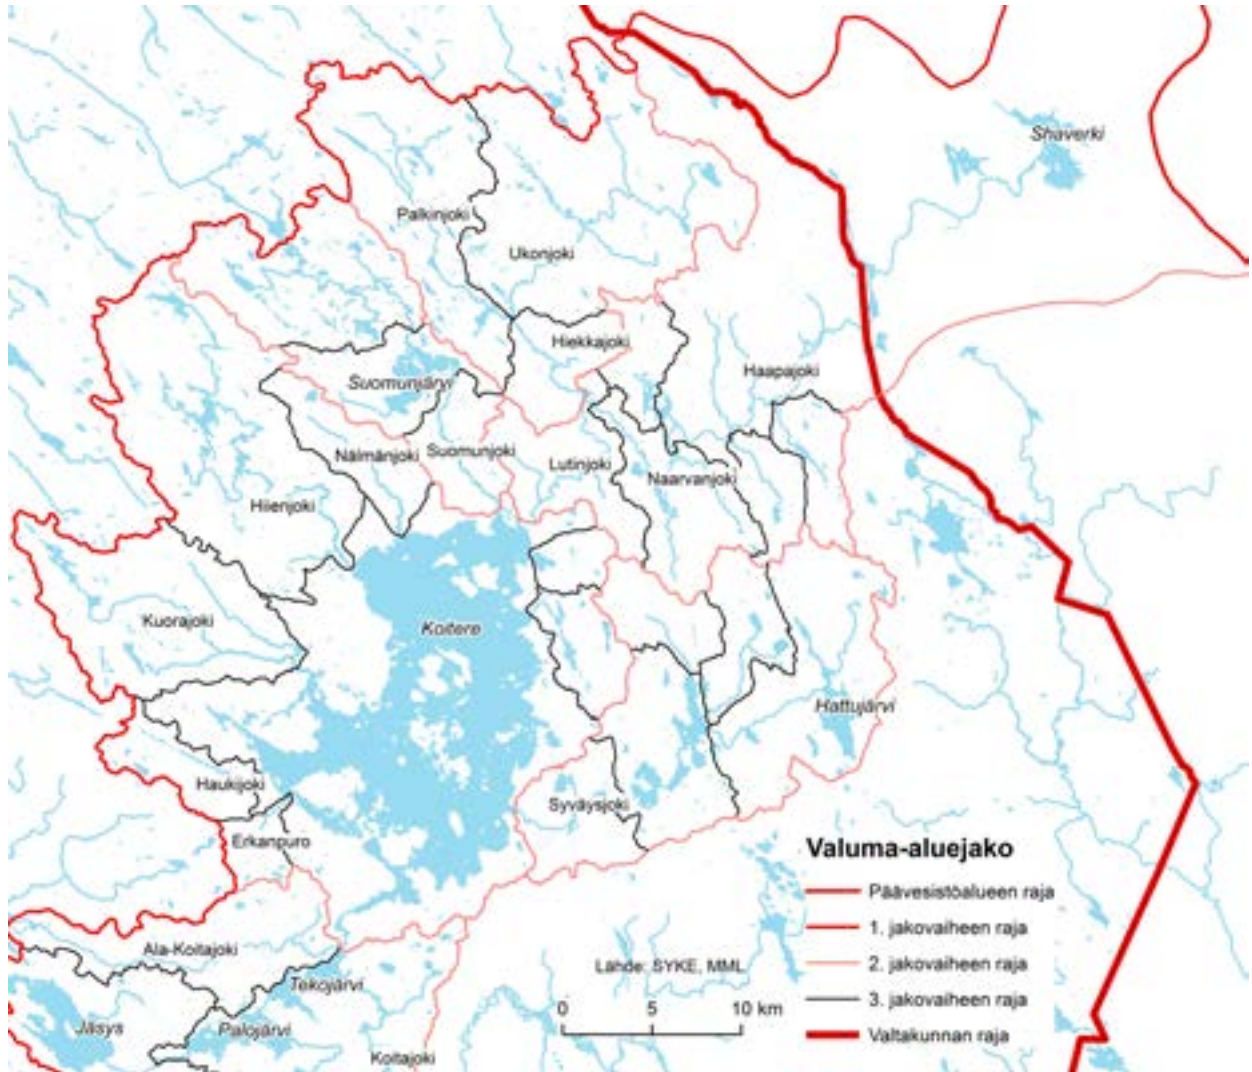 Shaverki
Palkinjoki
Ukonjoki
Hiekkajoki
Haapajoki
Suomunjärvi
Nälmänjoki
Suomunjoki
Lutinjoki
Naarvanjoki
Hiienjoki
Kuorajoki
Koitere
Hattujärvi
Haukijoki
Syväysjoki
Erkanpuro
Valuma-aluejako
Päävesistöalueen raja
1. jakovaiheen raja
2. jakovaiheen raja
3. jakovaiheen raja
Valtakunnan raja
Ala-Koitajoki
Lähde: SYKE, MML
Tekojärvi
0 5 10 km
Jäsys
Palojärvi
Koitajoki